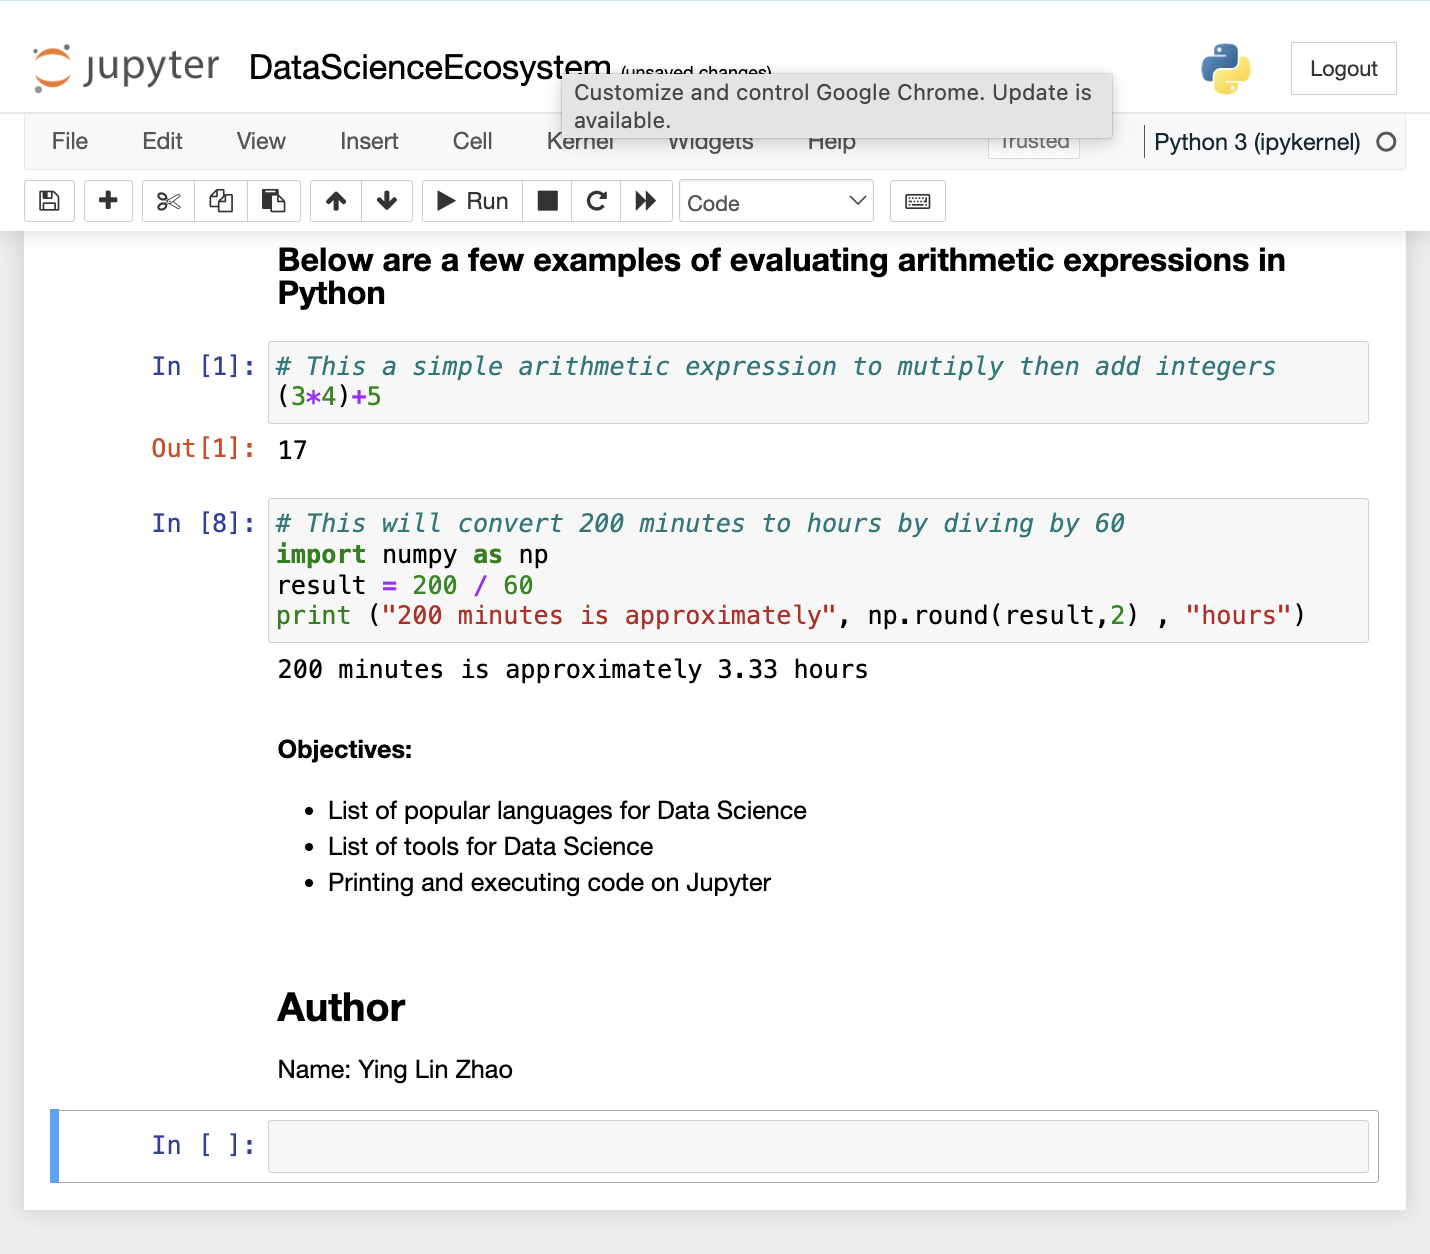 jupyter DataScienceEcosystem (unsaved changes)
Logout
Customize and control Google Chrome. Update is
available.
File Edit View Insert Cell Kernel Widgets Help Trusted Python 3 (ipykernel)
Run Code
Below are a few examples of evaluating arithmetic expressions in
Python
In [1]: # This a simple arithmetic expression to mutiply then add integers
(3*4)+5
Out[1]: 17
In [8]: # This will convert 200 minutes to hours by diving by 60
import numpy as np
result = 200 / 60
print ("200 minutes is approximately", np.round(result,2) , "hours")
200 minutes is approximately 3.33 hours
Objectives:
• List of popular languages for Data Science
• List of tools for Data Science
• Printing and executing code on Jupyter
Author
Name: Ying Lin Zhao
In [ ]: